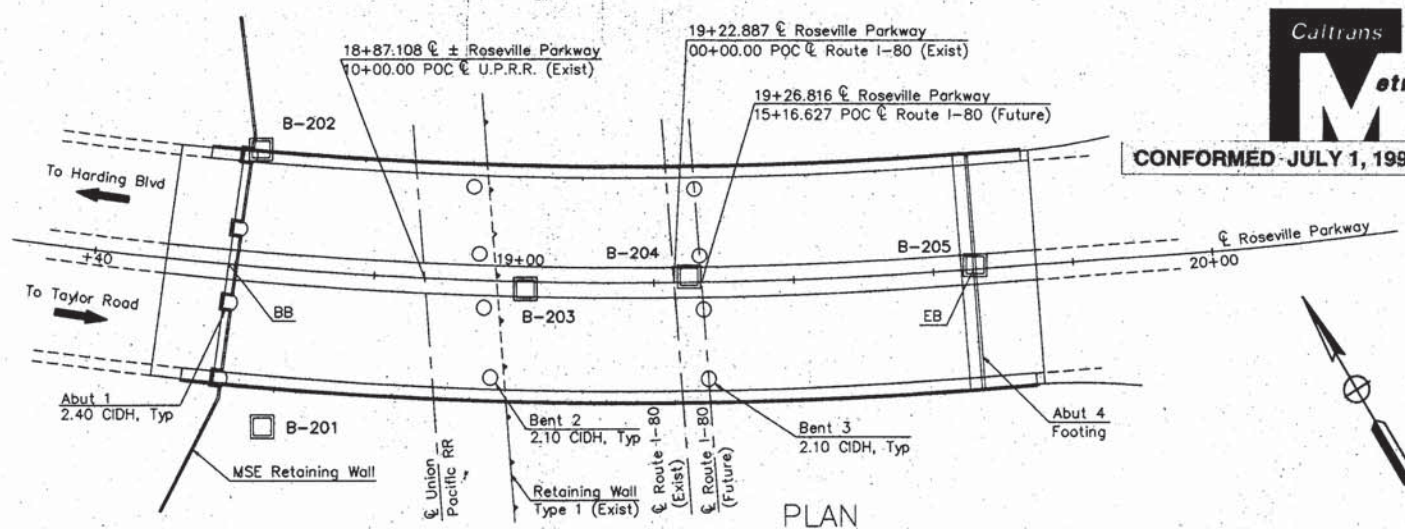 18+87.108 ℄ ± Roseville Parkway
10+00.00 POC ℄ U.P.R.R. (Exist)
19+22.887 ℄ Roseville Parkway
00+00.00 POC ℄ Route I-80 (Exist)
19+26.816 ℄ Roseville Parkway
15+16.627 POC ℄ Route I-80 (Future)
Caltrans
M
CONFORMED JULY 1, 199
B-202
To Harding Blvd
+40
19+00
B-204
B-205
℄ Roseville Parkway
20+00
To Taylor Road
BB
B-203
EB
Abut 1
2.40 CIDH, Typ
B-201
MSE Retaining Wall
℄ Union
Pacific RR
Bent 2
2.10 CIDH, Typ
Retaining Wall
Type 1 (Exist)
℄ Route I-80
(Exist)
℄ Route I-80
(Future)
Bent 3
2.10 CIDH, Typ
Abut 4
Footing
PLAN